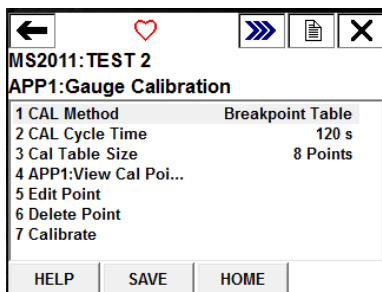 MS2011:TEST 2
APP1:Gauge Calibration
1 CAL Method Breakpoint Table
2 CAL Cycle Time 120 s
3 Cal Table Size 8 Points
4 APP1:View Cal Poi...
5 Edit Point
6 Delete Point
7 Calibrate
HELP SAVE HOME